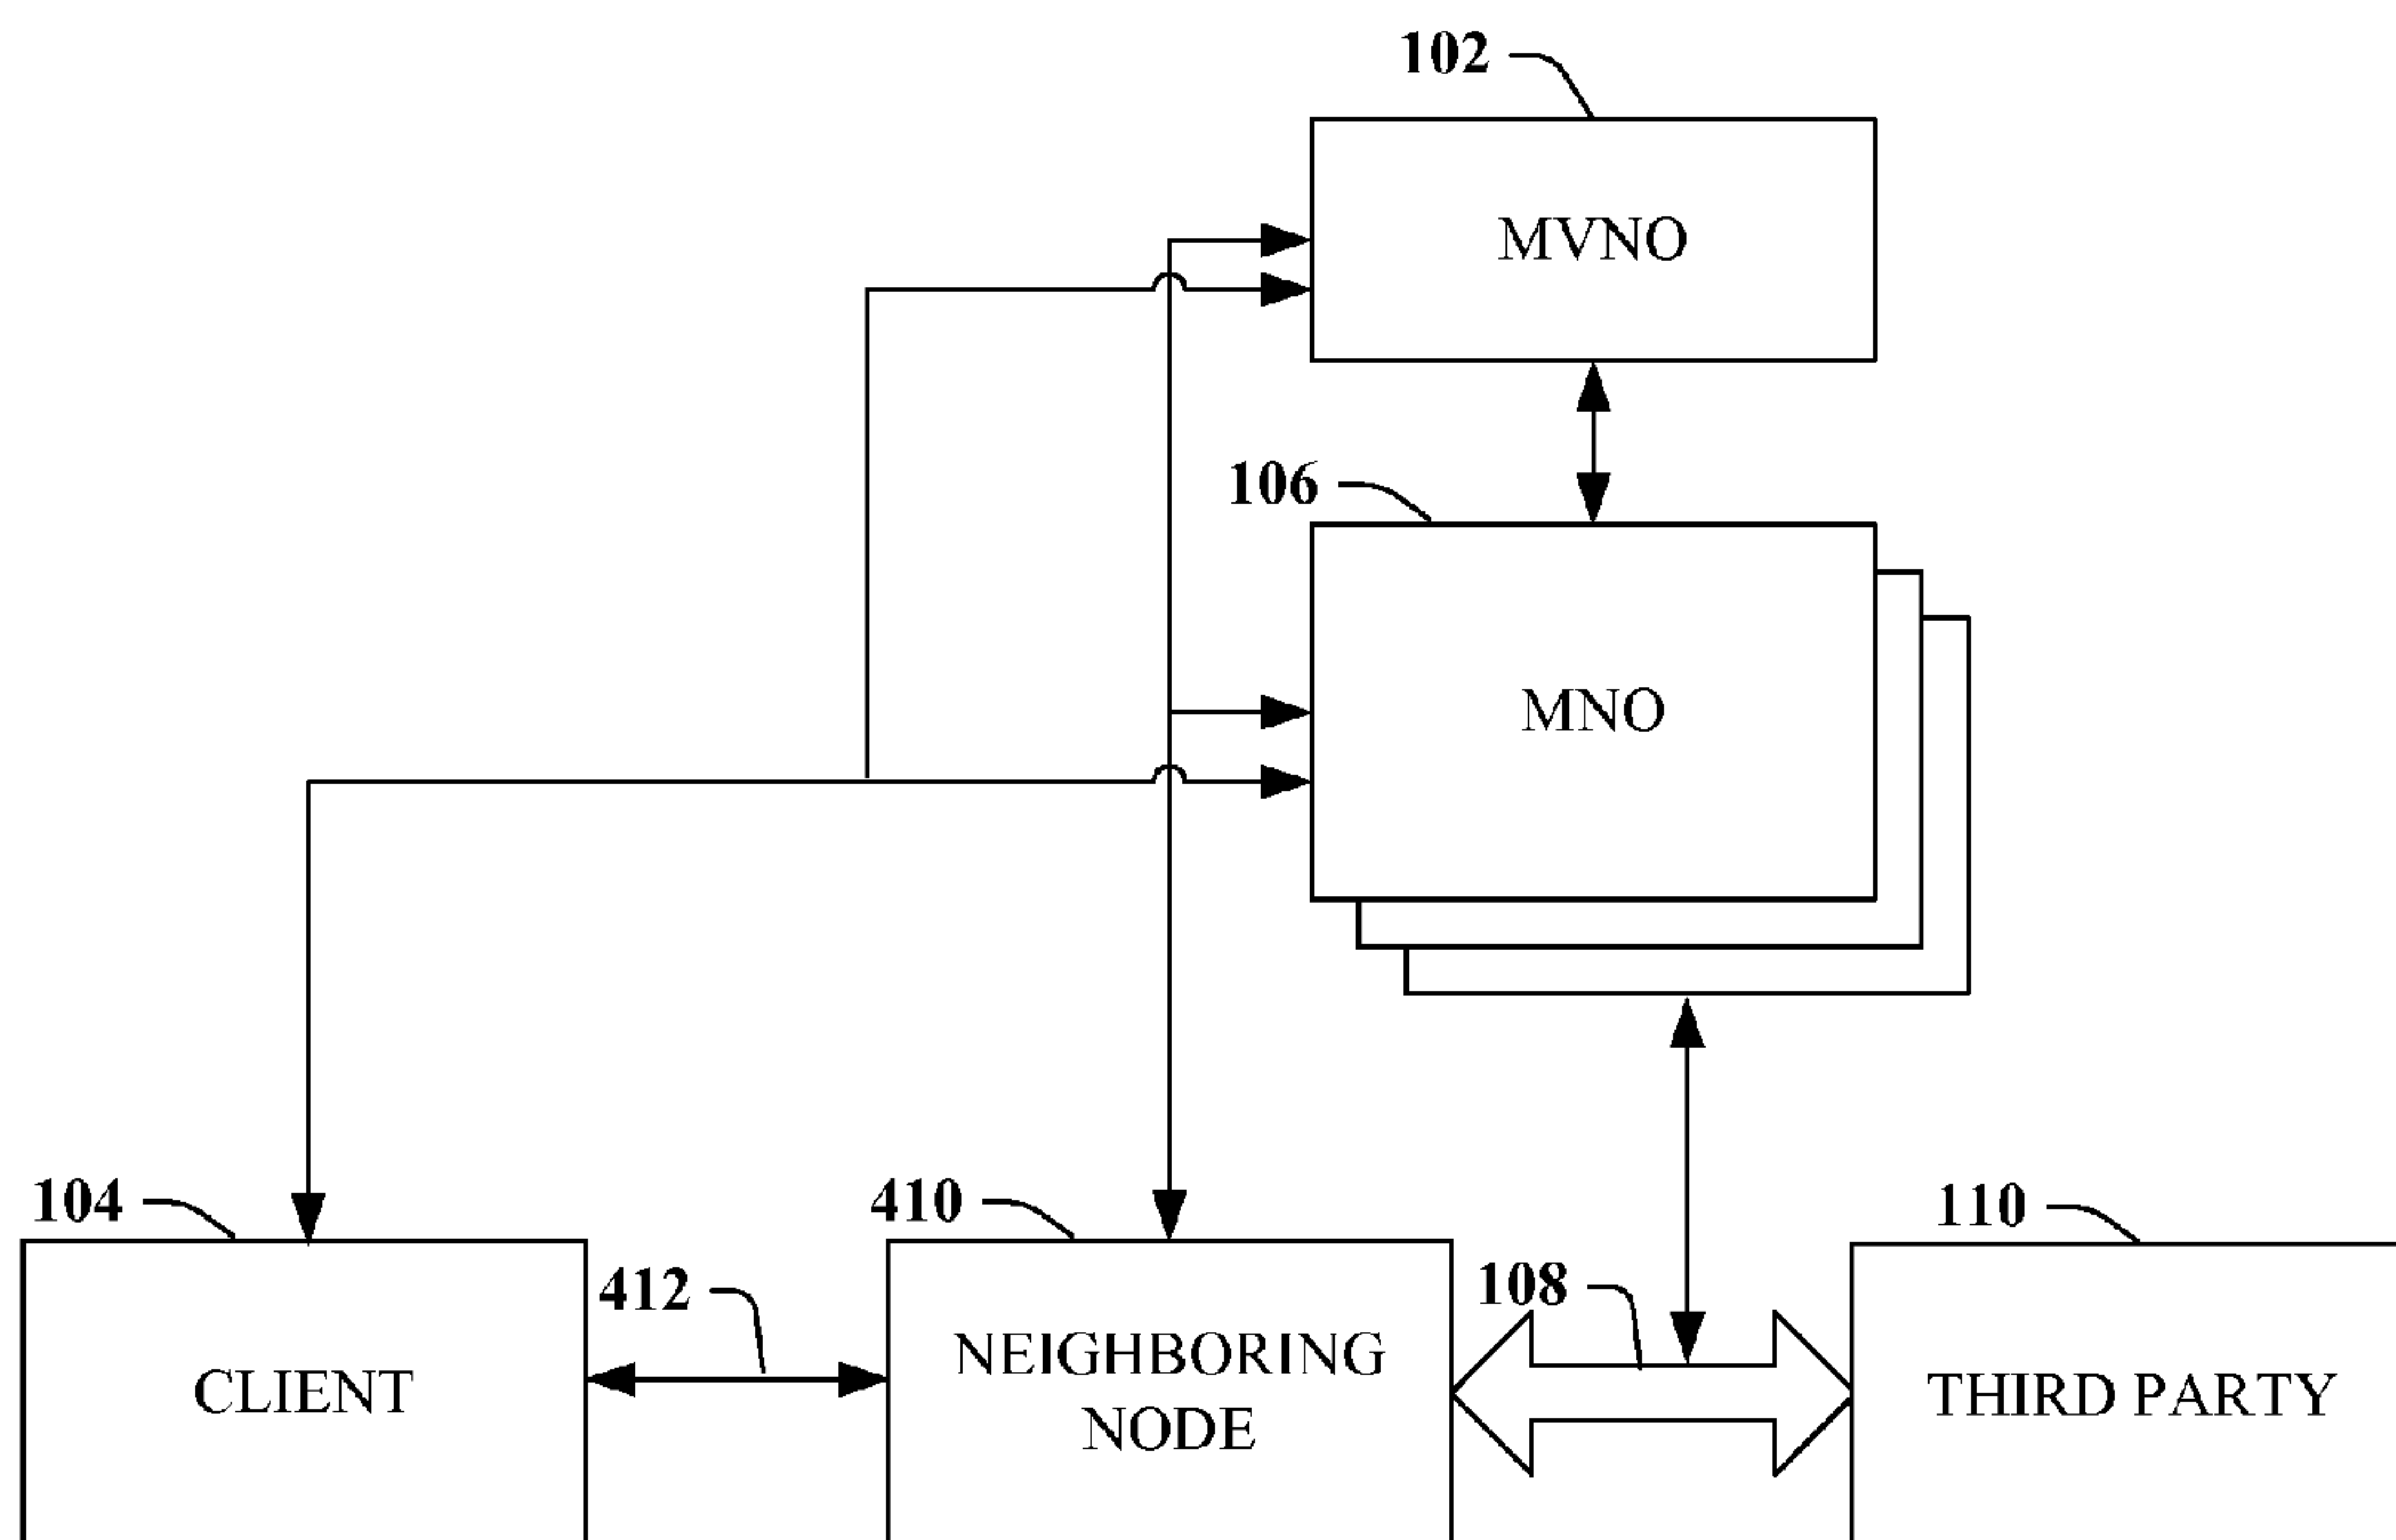 102
MVNO
106
MNO
104
410
110
412
108
CLIENT
NEIGHBORING
NODE
THIRD PARTY